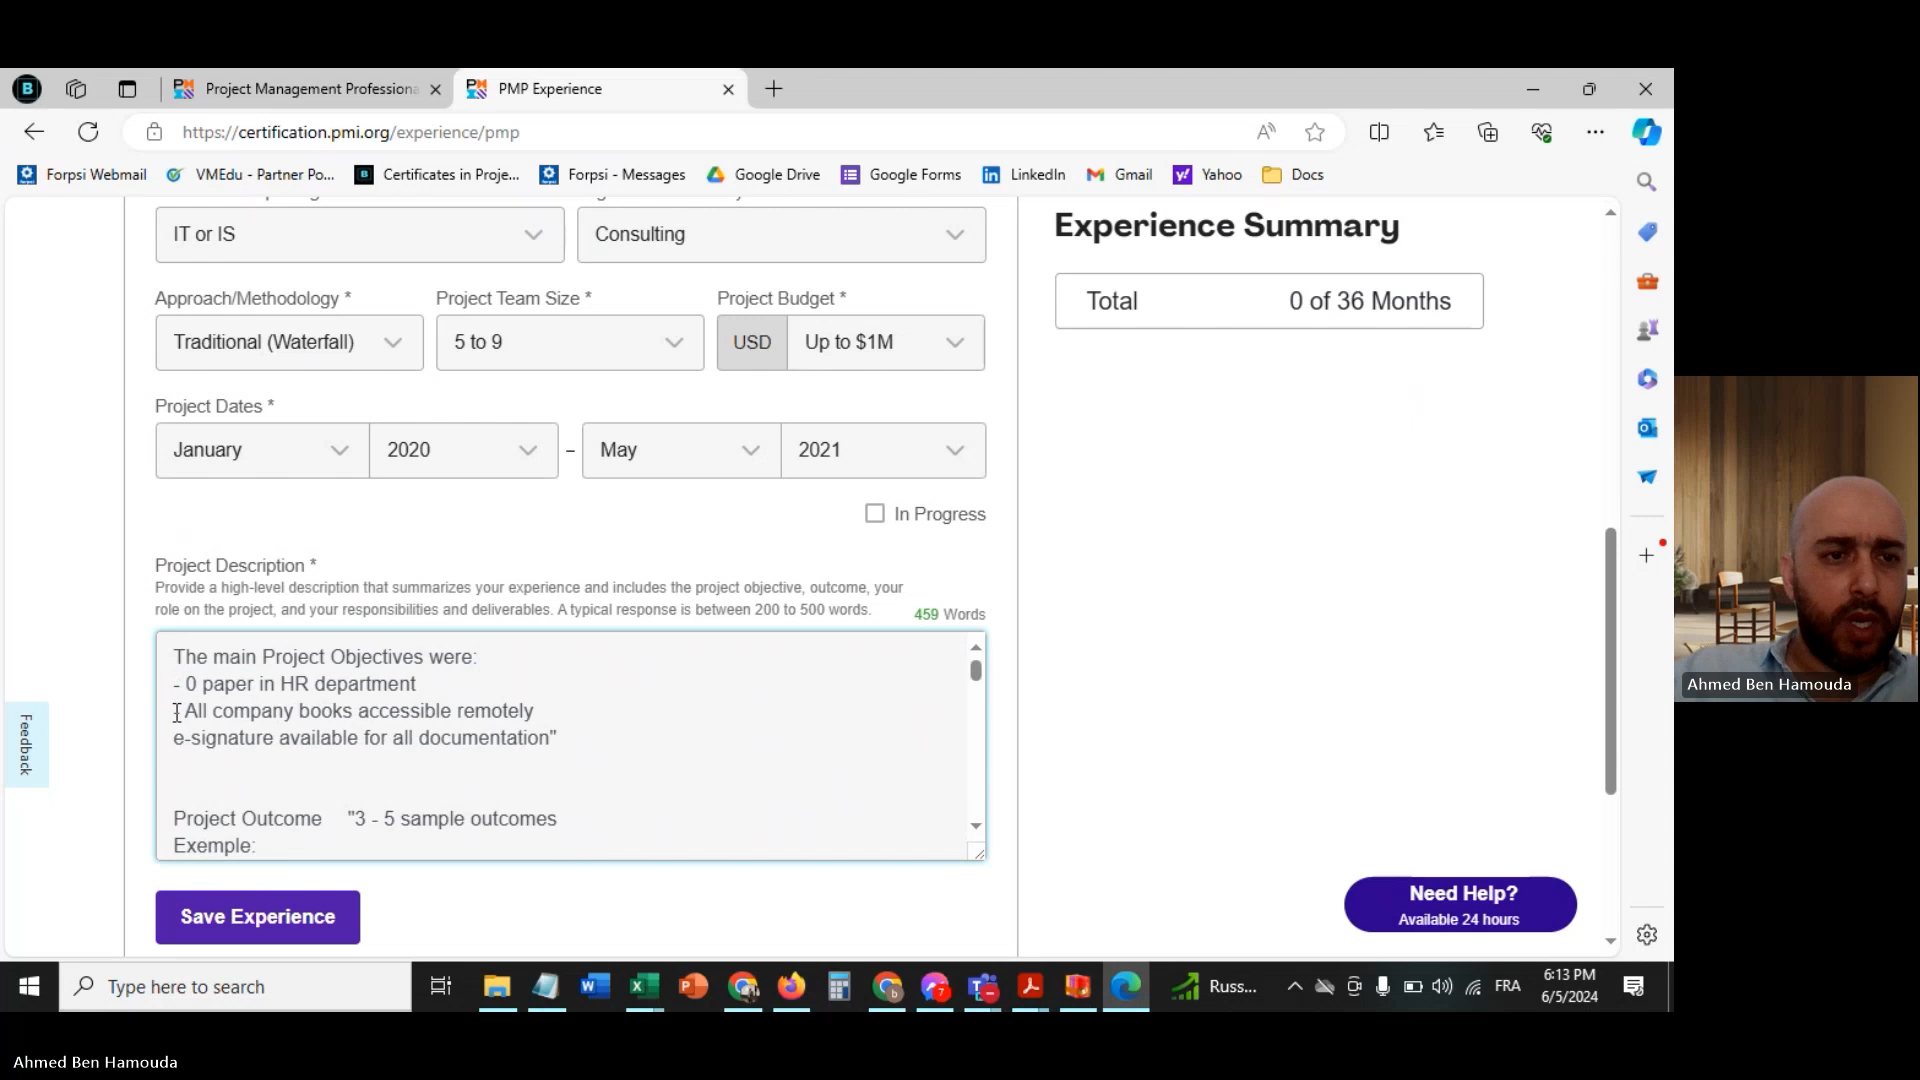 Project Management Professiona
PMP Experience
https://certification.pmi.org/experience/pmp
Forpsi Webmail
VMEdu - Partner Po...
Certificates in Proje...
Forpsi - Messages
Google Drive
Google Forms
LinkedIn
Gmail
Yahoo
Docs
IT or IS
Consulting
Approach/Methodology *
Project Team Size *
Project Budget *
Traditional (Waterfall)
5 to 9
USD
Up to $1M
Project Dates *
January
2020
–
May
2021
In Progress
Project Description *
Provide a high-level description that summarizes your experience and includes the project objective, outcome, your
role on the project, and your responsibilities and deliverables. A typical response is between 200 to 500 words.
459 Words
The main Project Objectives were:
- 0 paper in HR department
All company books accessible remotely
e-signature available for all documentation"
Project Outcome "3 - 5 sample outcomes
Exemple:
Save Experience
Feedback
Experience Summary
Total 0 of 36 Months
Need Help?
Available 24 hours
Ahmed Ben Hamouda
Type here to search
Russ...
FRA
6:13 PM
6/5/2024
Ahmed Ben Hamouda